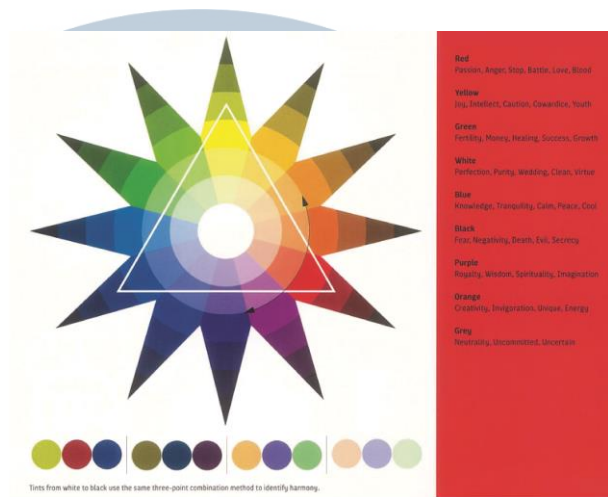 Red
Passion, Anger, Stop, Battle, Love, Blood
Yellow
Joy, Intellect, Caution, Cowardice, Youth
Green
Fertility, Money, Healing, Success, Growth
White
Perfection, Purity, Wedding, Clean, Virtue
Blue
Knowledge, Tranquility, Calm, Peace, Cool
Black
Fear, Negativity, Death, Evil, Secrecy
Purple
Royalty, Wisdom, Spirituality, Imagination
Orange
Creativity, Invigoration, Unique, Energy
Grey
Neutrality, Uncommitted, Uncertain
Tints from white to black use the same three-point combination method to identify harmony.